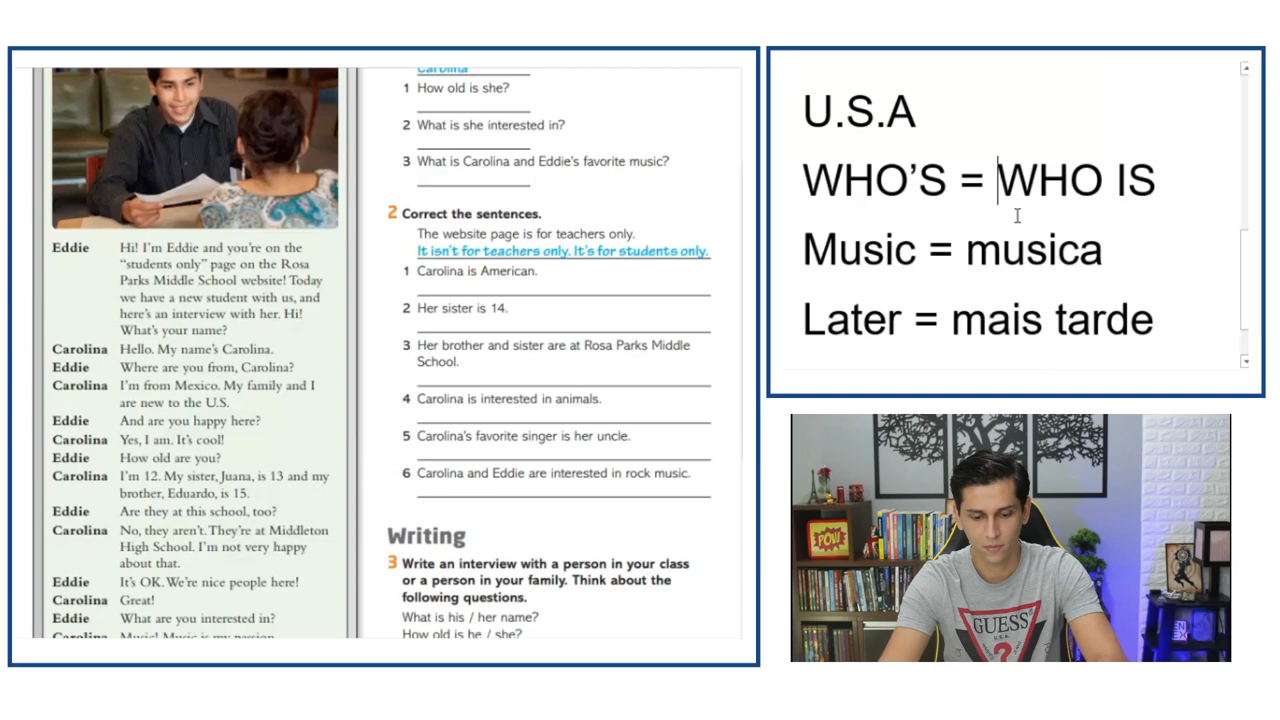 Eddie Hi! I'm Eddie and you're on the
"students only" page on the Rosa
Parks Middle School website! Today
we have a new student with us, and
here's an interview with her. Hi!
What's your name?
Carolina Hello. My name's Carolina.
Eddie Where are you from, Carolina?
Carolina I'm from Mexico. My family and I
are new to the U.S.
Eddie And are you happy here?
Carolina Yes, I am. It's cool!
Eddie How old are you?
Carolina I'm 12. My sister, Juana, is 13 and my
brother, Eduardo, is 15.
Eddie Are they at this school, too?
Carolina No, they aren't. They're at Middleton
High School. I'm not very happy
about that.
Eddie It's OK. We're nice people here!
Carolina Great!
Eddie What are you interested in?
Carolina Music! Music is my passion
Carolina
1 How old is she?
2 What is she interested in?
3 What is Carolina and Eddie's favorite music?
2 Correct the sentences.
The website page is for teachers only.
It isn't for teachers only. It's for students only.
1 Carolina is American.
2 Her sister is 14.
3 Her brother and sister are at Rosa Parks Middle
School.
4 Carolina is interested in animals.
5 Carolina's favorite singer is her uncle.
6 Carolina and Eddie are interested in rock music.
Writing
3 Write an interview with a person in your class
or a person in your family. Think about the
following questions.
What is his / her name?
How old is he / she?
U.S.A
WHO'S = WHO IS
Music = musica
Later = mais tarde
POW
GUESS
U.S.A.
?